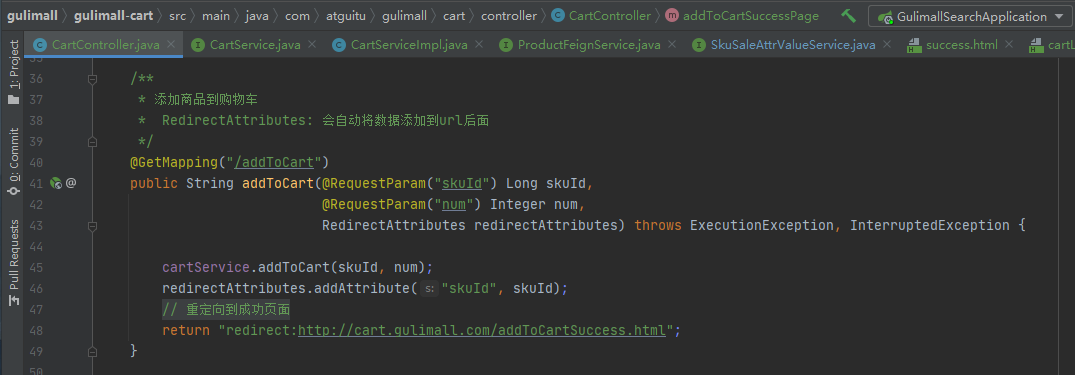 gulimall gulimall-cart src main java com atguitu gulimall cart controller CartController addToCartSuccessPage GulimallSearchApplication
CartController.java CartService.java CartServiceImpl.java ProductFeignService.java SkuSaleAttrValueService.java success.html cartL
1: Project
0: Commit
Pull Requests
35
36 /**
37 * 添加商品到购物车
38 * RedirectAttributes: 会自动将数据添加到url后面
39 */
40 @GetMapping("/addToCart")
41 public String addToCart(@RequestParam("skuId") Long skuId,
42 @RequestParam("num") Integer num,
43 RedirectAttributes redirectAttributes) throws ExecutionException, InterruptedException {
44
45 cartService.addToCart(skuId, num);
46 redirectAttributes.addAttribute( s: "skuId", skuId);
47 // 重定向到成功页面
48 return "redirect:http://cart.gulimall.com/addToCartSuccess.html";
49 }
50